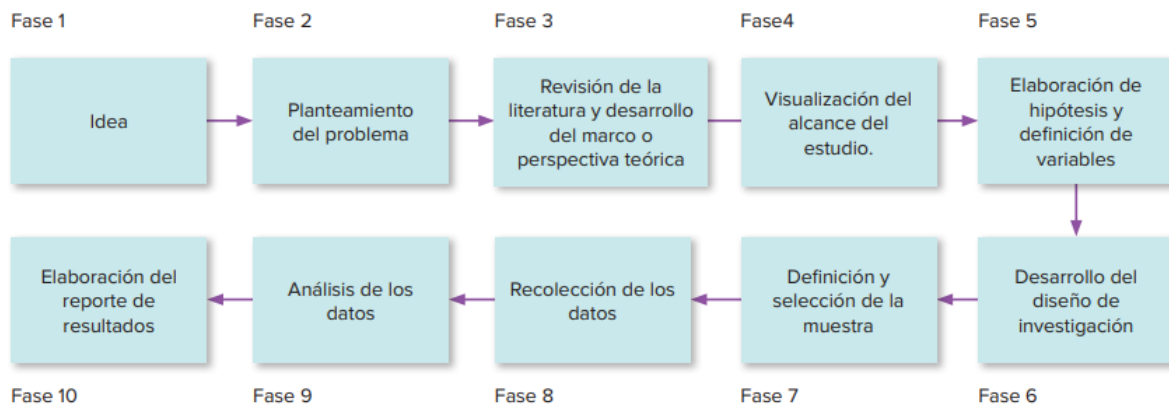 Fase 1
Fase 2
Fase 3
Fase4
Fase 5
Idea
Planteamiento
del problema
Revisión de la
literatura y desarrollo
del marco o
perspectiva teórica
Visualización del
alcance del
estudio.
Elaboración de
hipótesis y
definición de
variables
Desarrollo del
diseño de
investigación
Definición y
selección de la
muestra
Recolección de los
datos
Análisis de los
datos
Elaboración del
reporte de
resultados
Fase 10
Fase 9
Fase 8
Fase 7
Fase 6